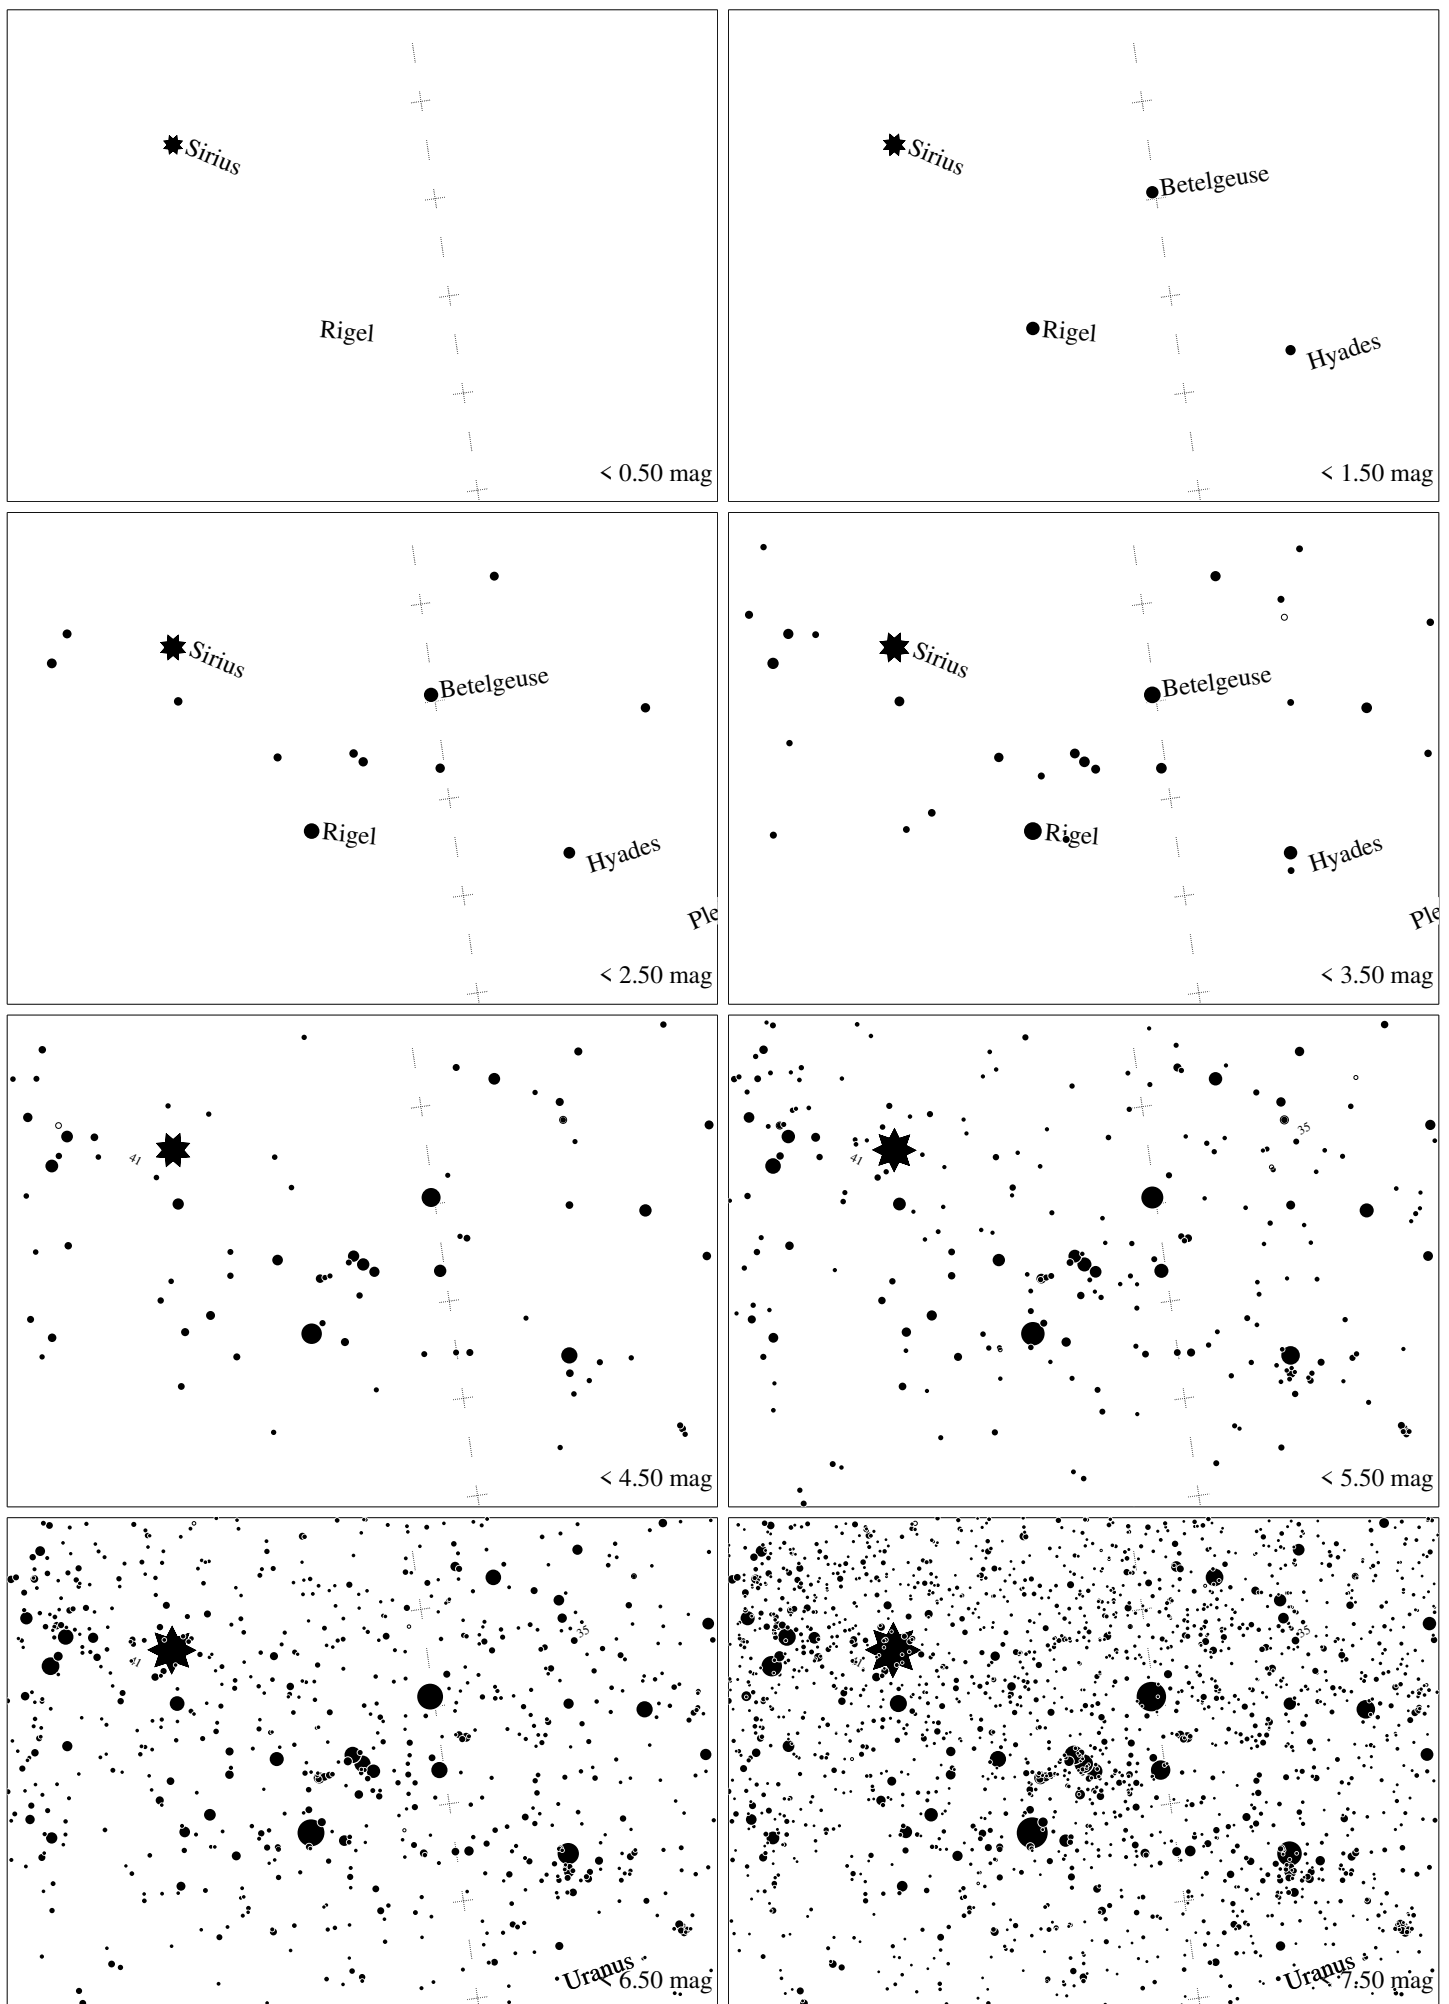 Sirius
Rigel
< 0.50 mag
Sirius
Betelgeuse
Rigel
Hyades
< 1.50 mag
Sirius
Betelgeuse
Rigel
Hyades
Ple
< 2.50 mag
Sirius
Betelgeuse
Rigel
Hyades
Ple
< 3.50 mag
41
< 4.50 mag
35
41
< 5.50 mag
35
41
Uranus
< 6.50 mag
35
41
Uranus
< 7.50 mag